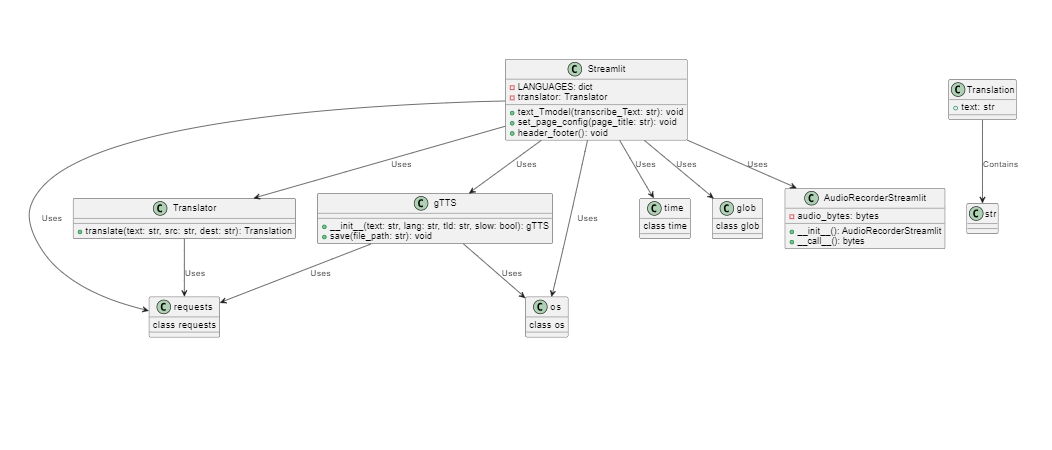 C Streamlit
LANGUAGES: dict
translator: Translator
text_Tmodel(transcribe_Text: str): void
set_page_config(page_title: str): void
header_footer(): void
C Translation
text: str
Uses
Uses
Uses
Uses
Uses
Contains
C Translator
translate(text: str, src: str, dest: str): Translation
C gTTS
__init__(text: str, lang: str, tld: str, slow: bool): gTTS
save(file_path: str): void
C time
class time
C glob
class glob
C AudioRecorderStreamlit
audio_bytes: bytes
__init__(): AudioRecorderStreamlit
__call__(): bytes
C str
Uses
Uses
Uses
Uses
Uses
C requests
class requests
C os
class os